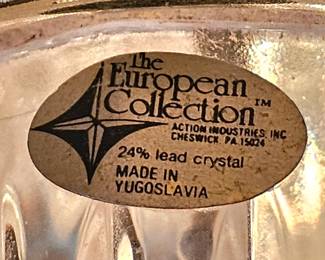 The
European
Collection™
ACTION INDUSTRIES, INC
CHESWICK, PA. 15024
24% lead crystal
MADE IN
YUGOSLAVIA